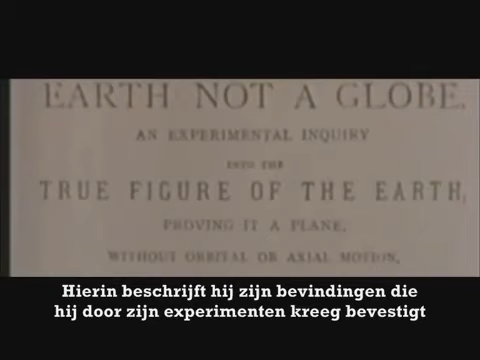 EARTH NOT A GLOBE.
AN EXPERIMENTAL INQUIRY
INTO THE
TRUE FIGURE OF THE EARTH,
PROVING IT A PLANE,
WITHOUT ORBITAL OR AXIAL MOTION,
Hierin beschrijft hij zijn bevindingen die
hij door zijn experimenten kreeg bevestigt